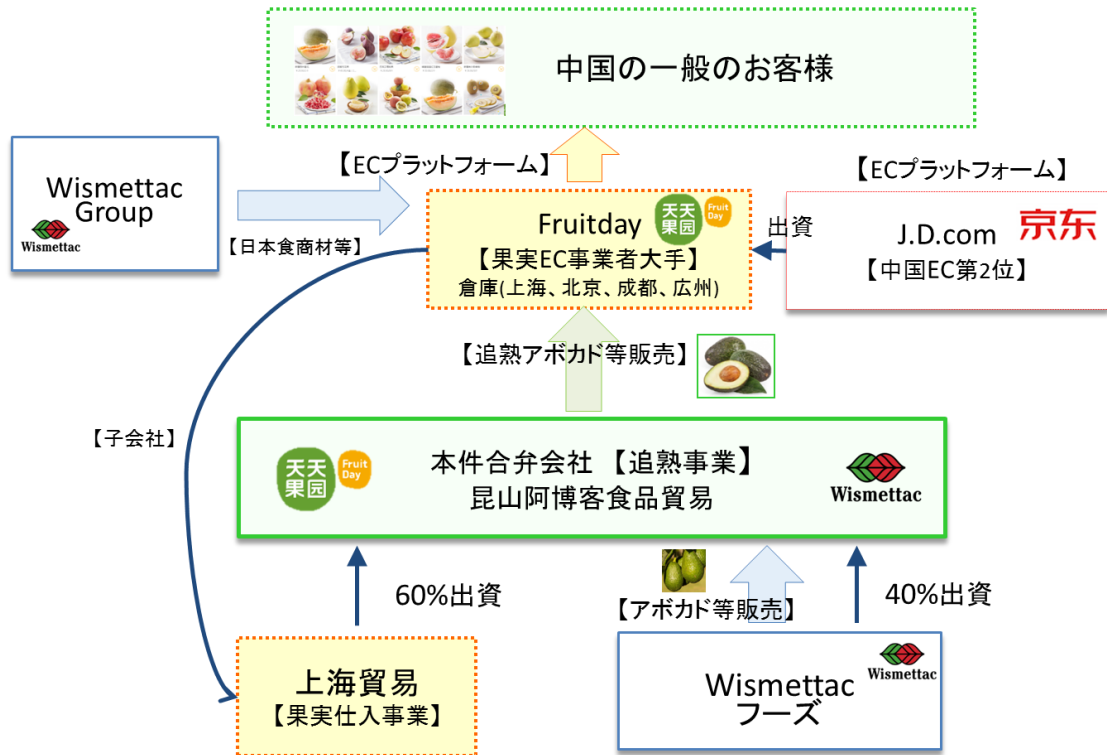 中国の一般のお客様
Wismettac
Group
Wismettac
【ECプラットフォーム】
【日本食商材等】
Fruitday
天天
果园
Fruit
Day
【果実EC事業者大手】
倉庫(上海、北京、成都、広州)
出資
【ECプラットフォーム】
J.D.com
京东
【中国EC第2位】
【追熟アボカド等販売】
【子会社】
天天
果园
Fruit
Day
本件合弁会社 【追熟事業】
昆山阿博客食品貿易
Wismettac
60%出資
【アボカド等販売】
40%出資
上海貿易
【果実仕入事業】
Wismettac
フーズ
Wismettac